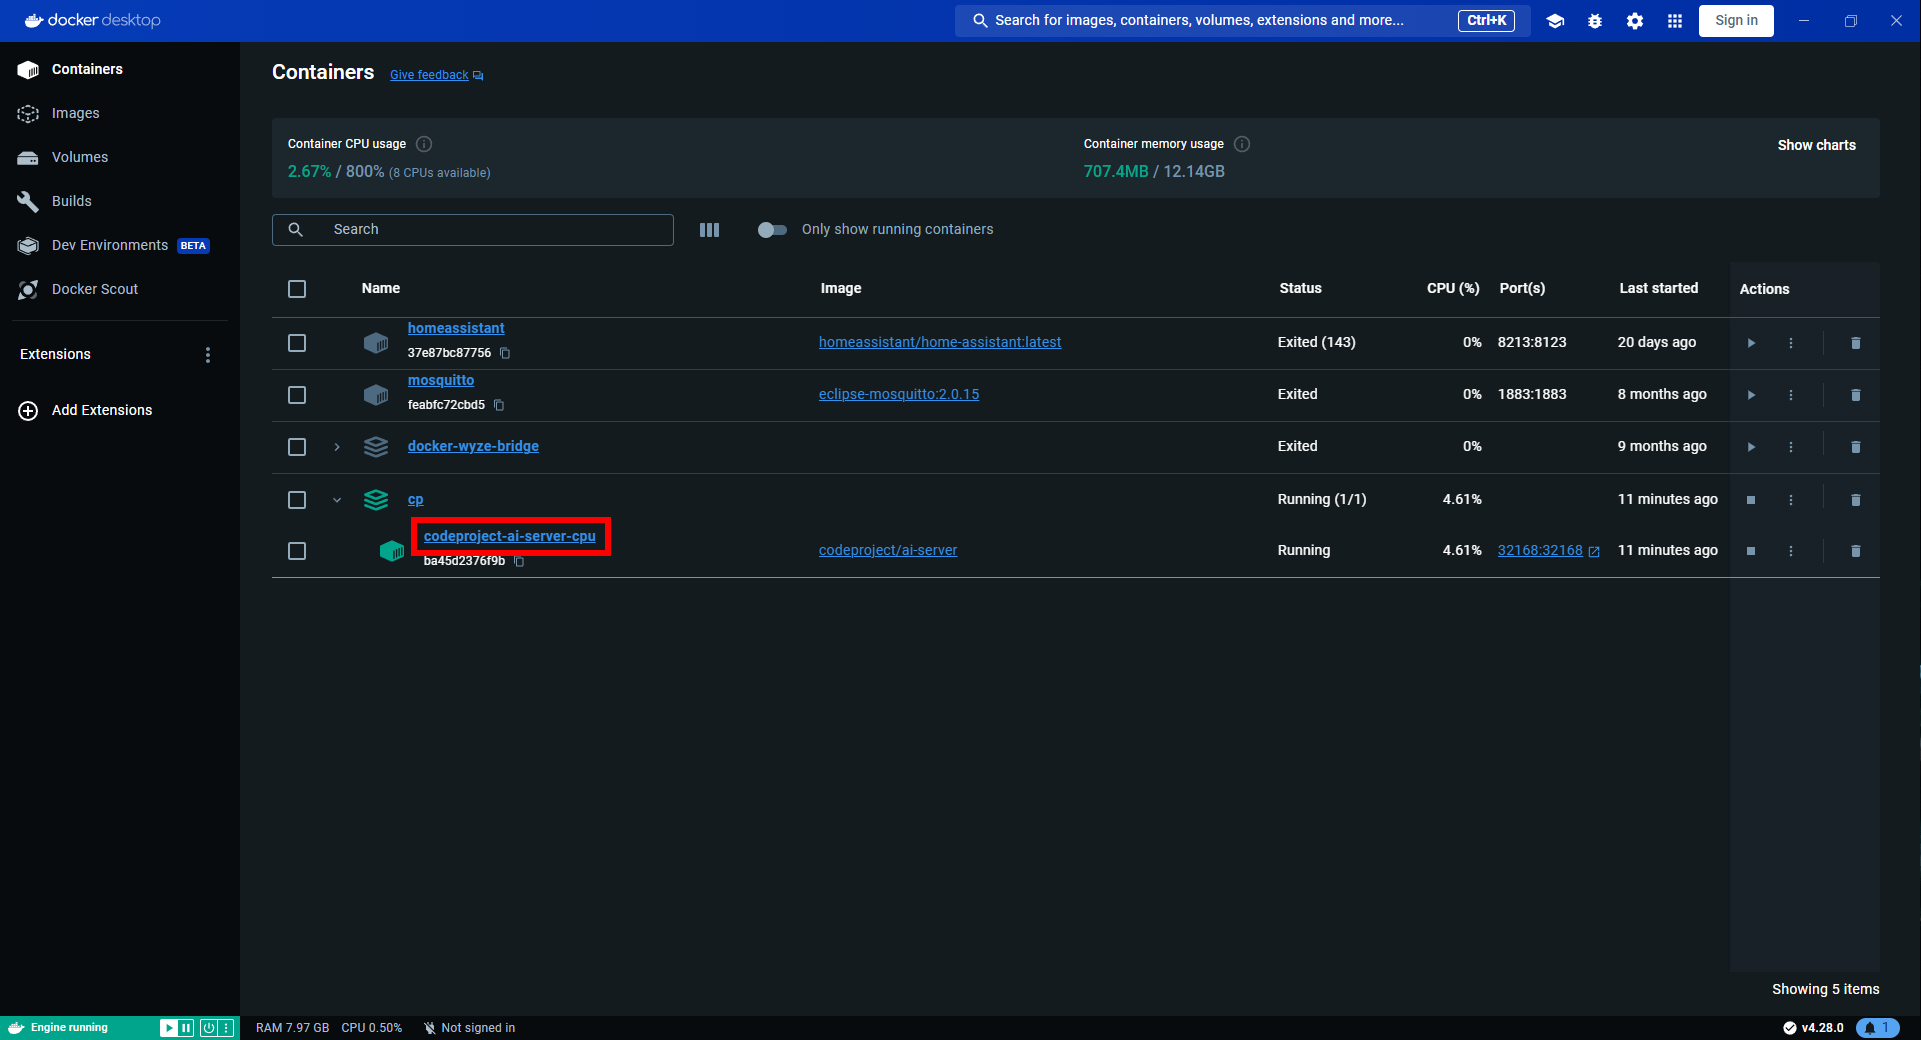 docker desktop
Search for images, containers, volumes, extensions and more... Ctrl+K
Sign in
Containers
Images
Volumes
Builds
Dev Environments BETA
Docker Scout
Extensions
Add Extensions
Containers Give feedback
Container CPU usage
2.67% / 800% (8 CPUs available)
Container memory usage
707.4MB / 12.14GB
Show charts
Search
Only show running containers
Name Image Status CPU (%) Port(s) Last started Actions
homeassistant
37e87bc87756
homeassistant/home-assistant:latest Exited (143) 0% 8213:8123 20 days ago
mosquitto
feabfc72cbd5
eclipse-mosquitto:2.0.15 Exited 0% 1883:1883 8 months ago
docker-wyze-bridge Exited 0% 9 months ago
cp Running (1/1) 4.61% 11 minutes ago
codeproject-ai-server-cpu
ba45d2376f9b
codeproject/ai-server Running 4.61% 32168:32168 11 minutes ago
Showing 5 items
Engine running
RAM 7.97 GB CPU 0.50% Not signed in
v4.28.0
1